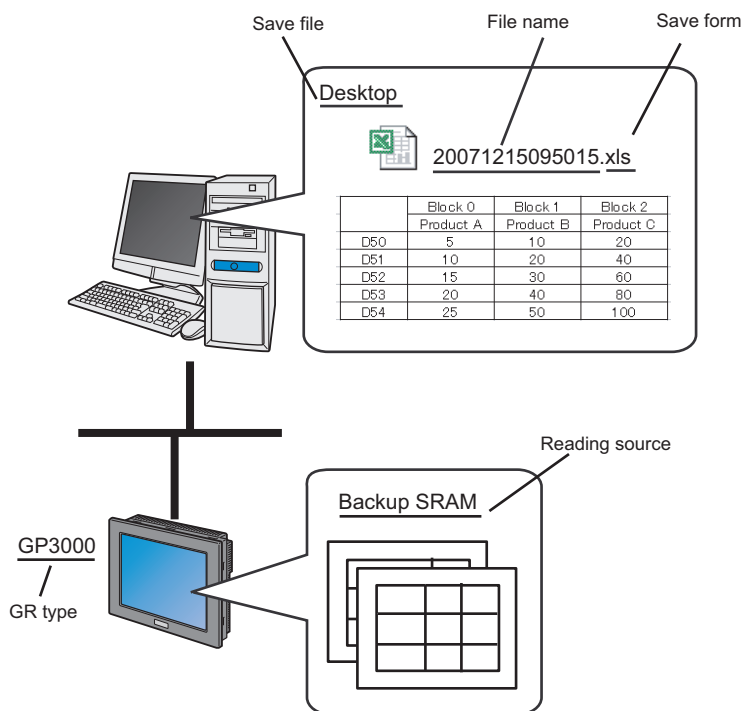 Save file
File name
Save form
Desktop
20071215095015.xls
Block 0 Block 1 Block 2
Product A Product B Product C
D50 5 10 20
D51 10 20 40
D52 15 30 60
D53 20 40 80
D54 25 50 100
Reading source
Backup SRAM
GP3000
GR type